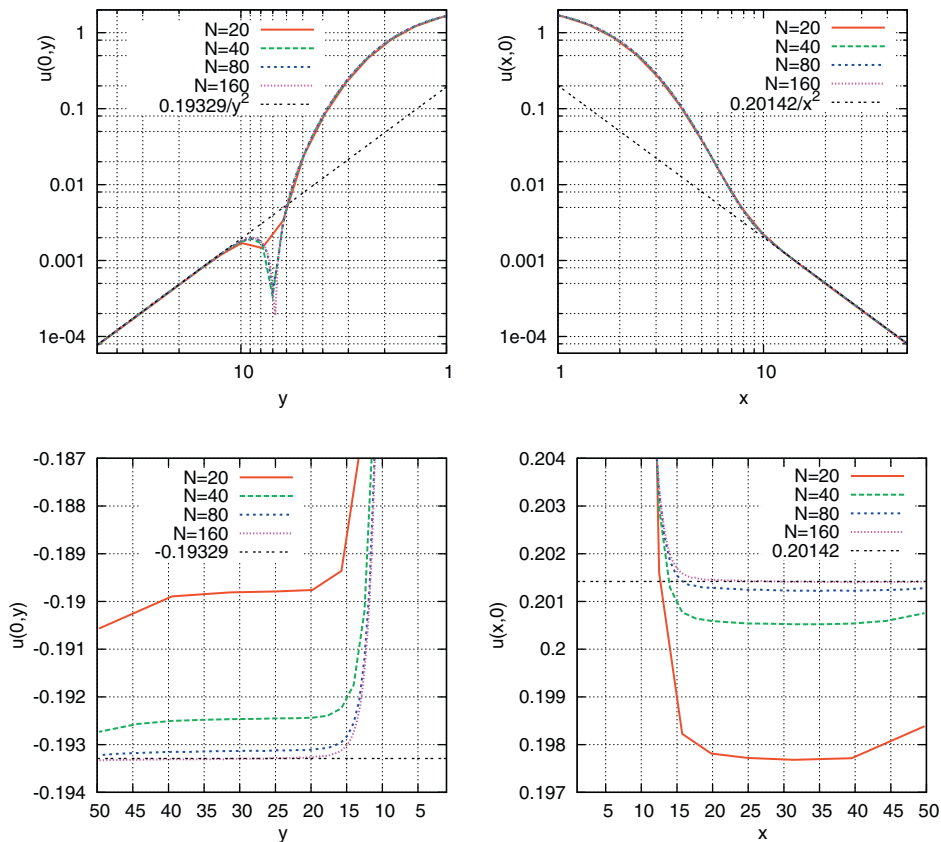 1
0.1
0.01
0.001
1e-04
u(0,y)
N=20
N=40
N=80
N=160
0.19329/y²
10
1
y
1
0.1
0.01
0.001
1e-04
u(x,0)
N=20
N=40
N=80
N=160
0.20142/x²
1
10
x
-0.187
-0.188
-0.189
-0.19
-0.191
-0.192
-0.193
-0.194
u(0,y)
N=20
N=40
N=80
N=160
-0.19329
50 45 40 35 30 25 20 15 10 5
y
0.204
0.203
0.202
0.201
0.2
0.199
0.198
0.197
u(x,0)
N=20
N=40
N=80
N=160
0.20142
5 10 15 20 25 30 35 40 45 50
x